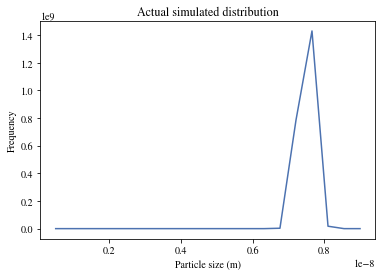 Actual simulated distribution
1e9
1.4
1.2
1.0
0.8
0.6
0.4
0.2
0.0
Frequency
0.2 0.4 0.6 0.8
1e−8
Particle size (m)